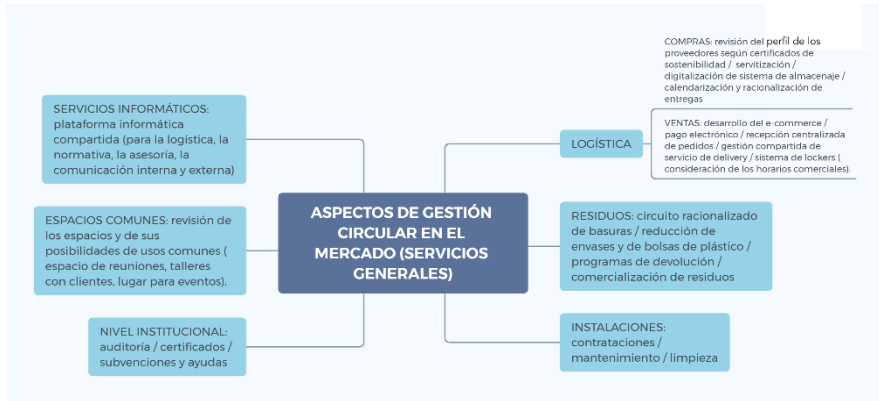 SERVICIOS INFORMÁTICOS:
plataforma informática
compartida (para la logística, la
normativa, la asesoría, la
comunicación interna y externa)
ESPACIOS COMUNES: revisión de
los espacios y de sus
posibilidades de usos comunes (
espacio de reuniones, talleres
con clientes, lugar para eventos).
NIVEL INSTITUCIONAL:
auditoría / certificados /
subvenciones y ayudas
ASPECTOS DE GESTIÓN
CIRCULAR EN EL
MERCADO (SERVICIOS
GENERALES)
LOGÍSTICA
COMPRAS: revisión del perfil de los
proveedores según certificados de
sostenibilidad / servitización /
digitalización de sistema de almacenaje /
calendarización y racionalización de
entregas
VENTAS: desarrollo del e-commerce /
pago electrónico / recepción centralizada
de pedidos / gestión compartida de
servicio de delivery / sistema de lockers (
consideración de los horarios comerciales).
RESIDUOS: circuito racionalizado
de basuras / reducción de
envases y de bolsas de plástico /
programas de devolución /
comercialización de residuos
INSTALACIONES:
contrataciones /
mantenimiento / limpieza